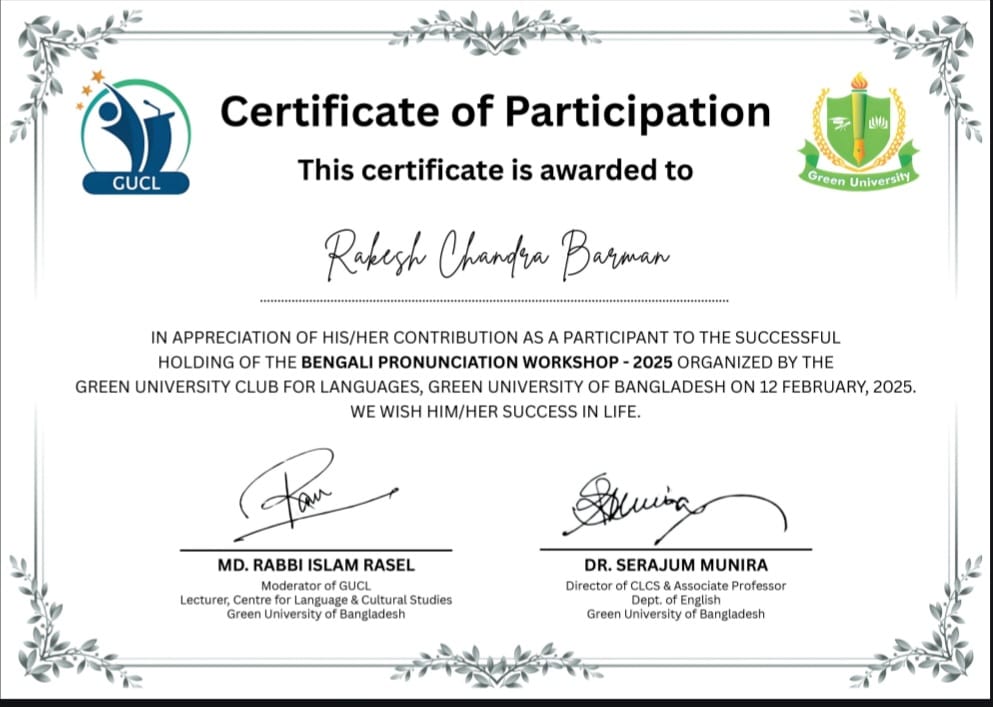 GUCL
Certificate of Participation
Green University
This certificate is awarded to
Rakesh Chandra Barman
IN APPRECIATION OF HIS/HER CONTRIBUTION AS A PARTICIPANT TO THE SUCCESSFUL
HOLDING OF THE BENGALI PRONUNCIATION WORKSHOP - 2025 ORGANIZED BY THE
GREEN UNIVERSITY CLUB FOR LANGUAGES, GREEN UNIVERSITY OF BANGLADESH ON 12 FEBRUARY, 2025.
WE WISH HIM/HER SUCCESS IN LIFE.
MD. RABBI ISLAM RASEL
Moderator of GUCL
Lecturer, Centre for Language & Cultural Studies
Green University of Bangladesh
DR. SERAJUM MUNIRA
Director of CLCS & Associate Professor
Dept. of English
Green University of Bangladesh